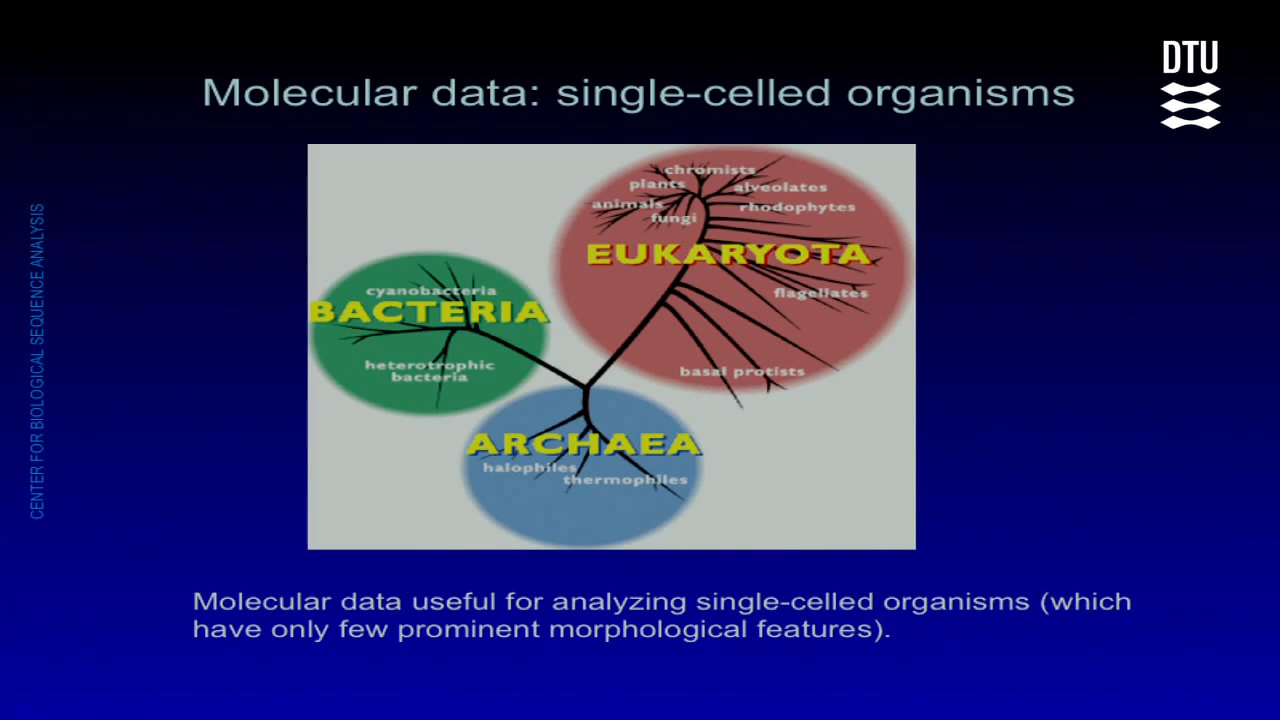 Molecular data: single-celled organisms
DTU
CENTER FOR BIOLOGICAL SEQUENCE ANALYSIS
chromists
plants
alveolates
animals
rhodophytes
fungi
EUKARYOTA
flagellates
basal protists
cyanobacteria
BACTERIA
heterotrophic
bacteria
ARCHAEA
halophiles
thermophiles
Molecular data useful for analyzing single-celled organisms (which
have only few prominent morphological features).